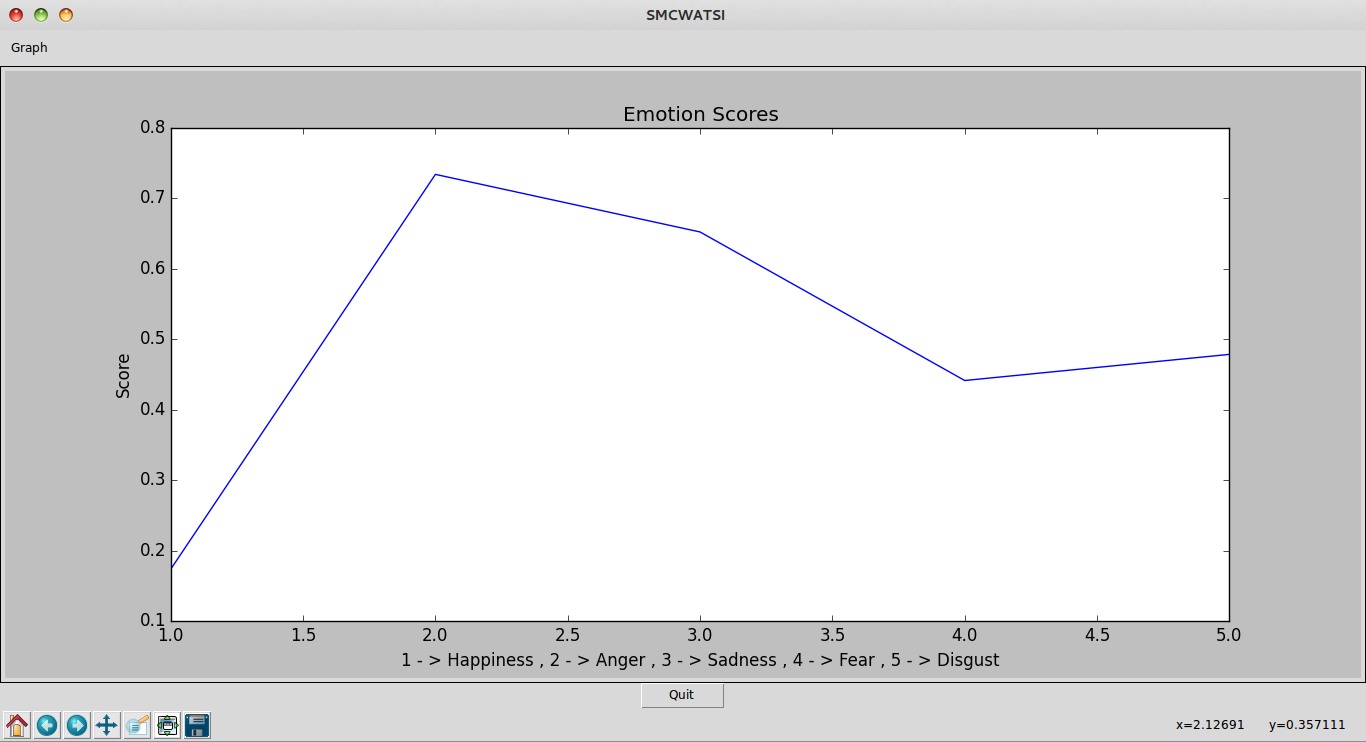 SMCWATSI
Graph
Emotion Scores
0.8
0.7
0.6
0.5
0.4
0.3
0.2
0.1
Score
1.0 1.5 2.0 2.5 3.0 3.5 4.0 4.5 5.0
1 - > Happiness , 2 - > Anger , 3 - > Sadness , 4 - > Fear , 5 - > Disgust
Quit
x=2.12691 y=0.357111